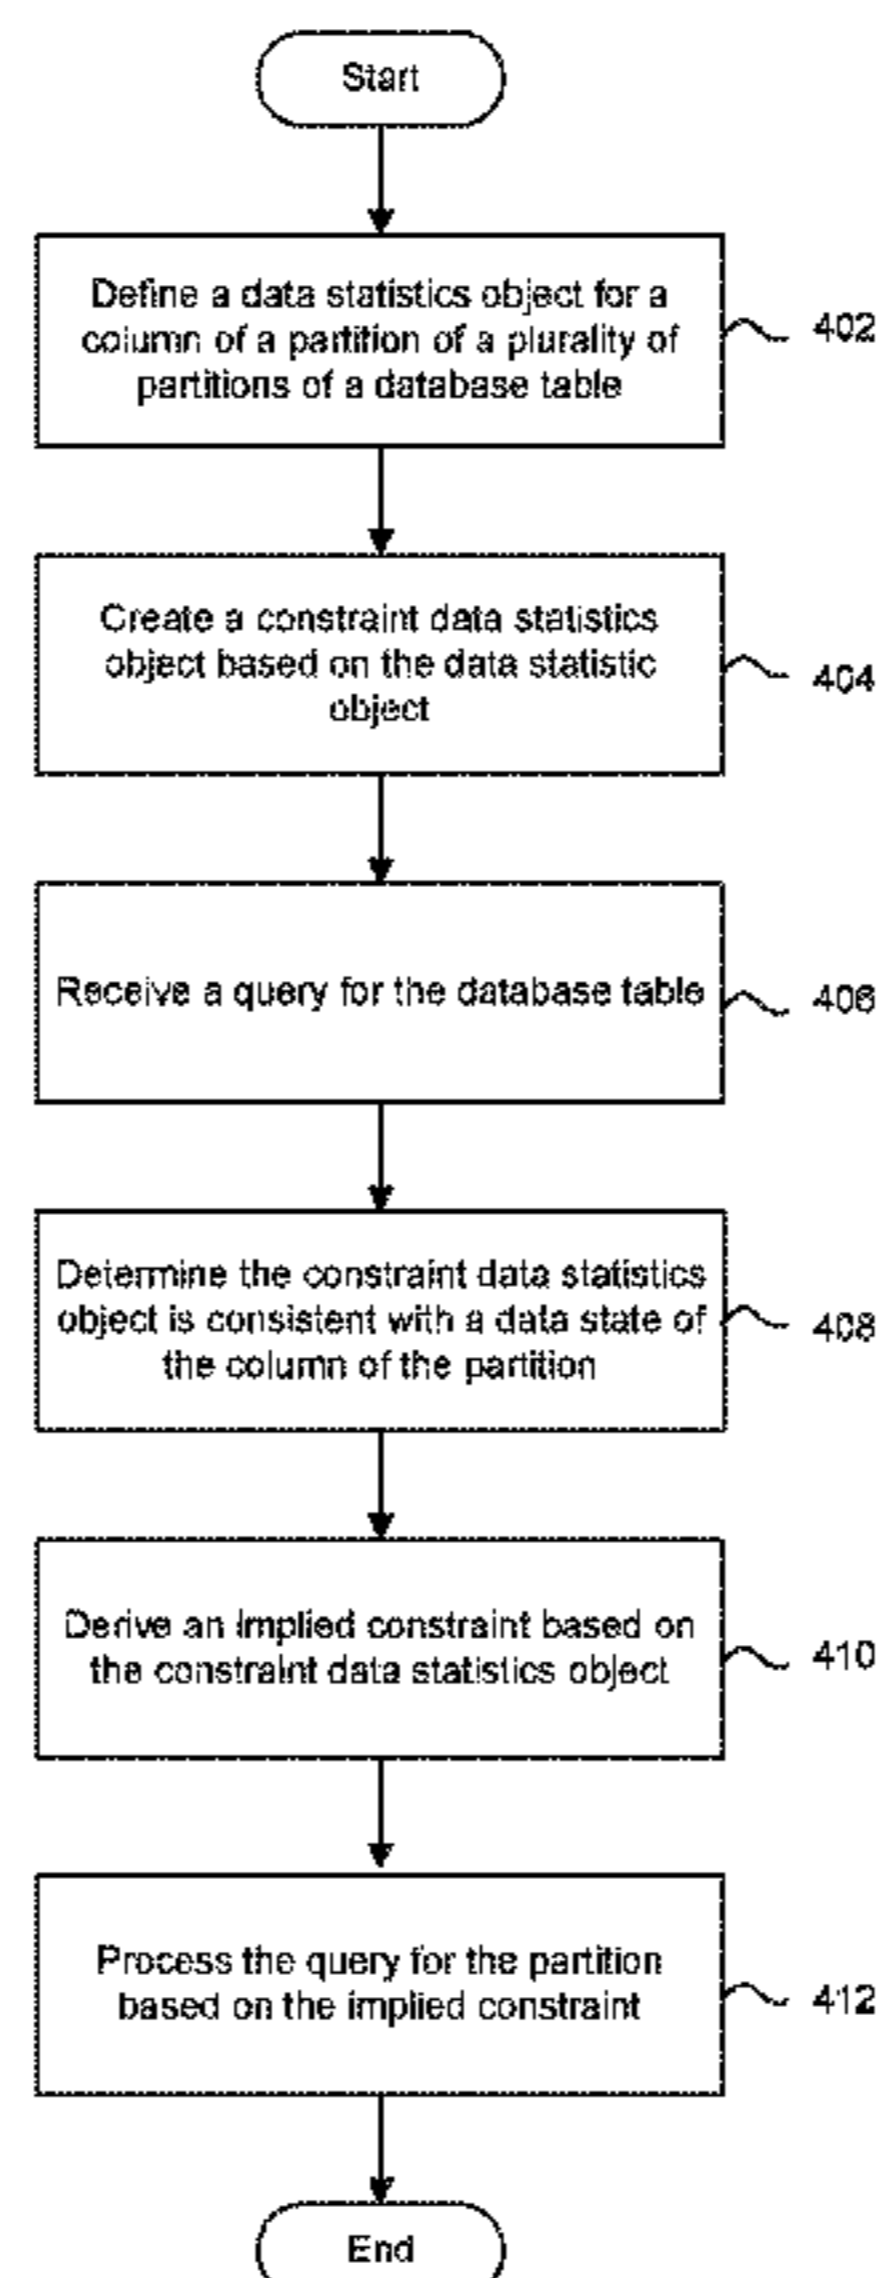 Start
Define a data statistics object for a
column of a partition of a plurality of
partitions of a database table
402
Create a constraint data statistics
object based on the data statistic
object
404
Receive a query for the database table
406
Determine the constraint data statistics
object is consistent with a data state of
the column of the partition
408
Derive an implied constraint based on
the constraint data statistics object
410
Process the query for the partition
based on the implied constraint
412
End